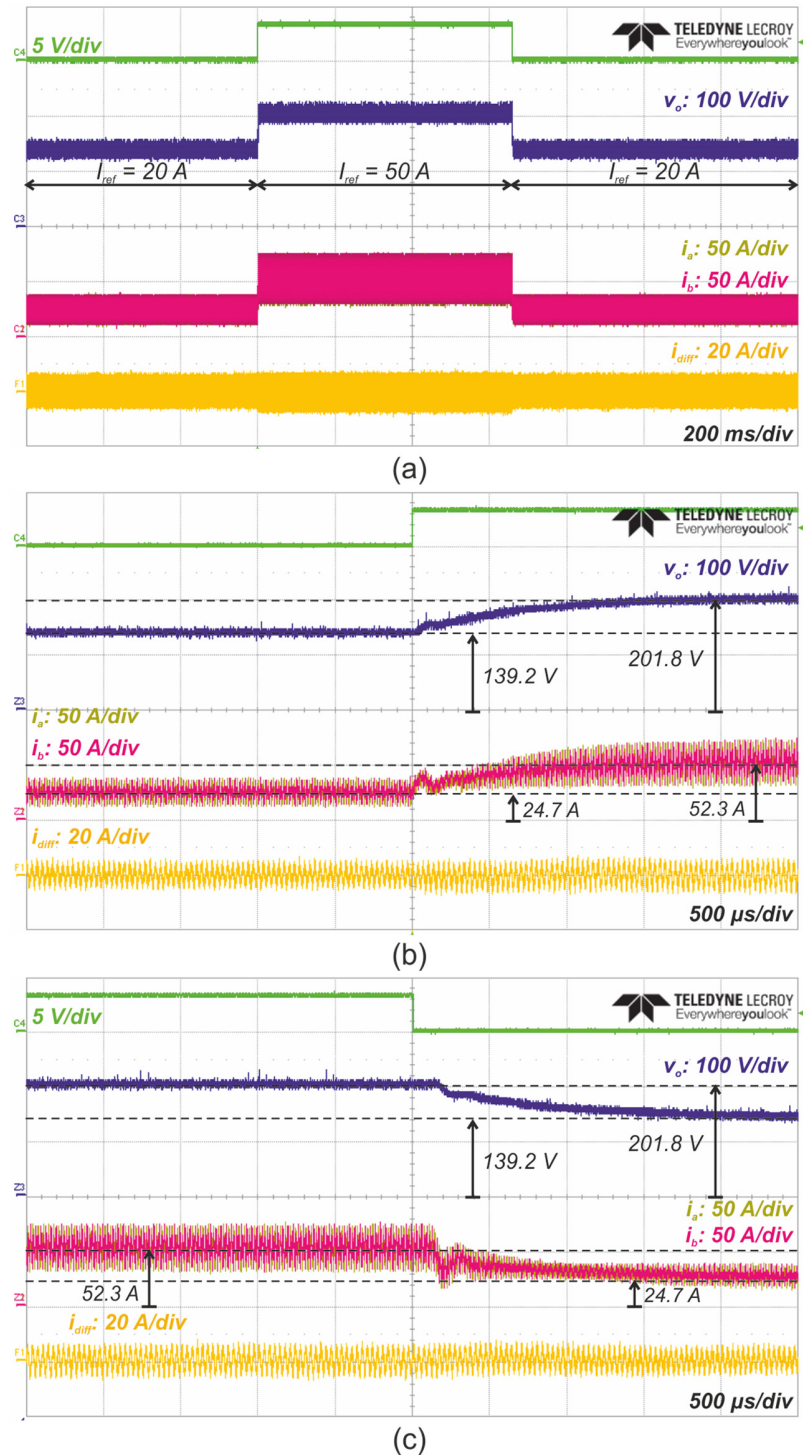 5 V/div
TELEDYNE LECROY
Everywhereyoulook™
C4
vo: 100 V/div
Iref = 20 A
Iref = 50 A
Iref = 20 A
C3
ia: 50 A/div
ib: 50 A/div
C2
idiff: 20 A/div
F1
200 ms/div
(a)
TELEDYNE LECROY
Everywhereyoulook™
C4
vo: 100 V/div
139.2 V
201.8 V
Z3
ia: 50 A/div
ib: 50 A/div
24.7 A
52.3 A
Z2
idiff: 20 A/div
F1
500 µs/div
(b)
TELEDYNE LECROY
Everywhereyoulook™
C4
5 V/div
vo: 100 V/div
139.2 V
201.8 V
Z3
ia: 50 A/div
ib: 50 A/div
52.3 A
24.7 A
Z2
idiff: 20 A/div
F1
500 µs/div
(c)